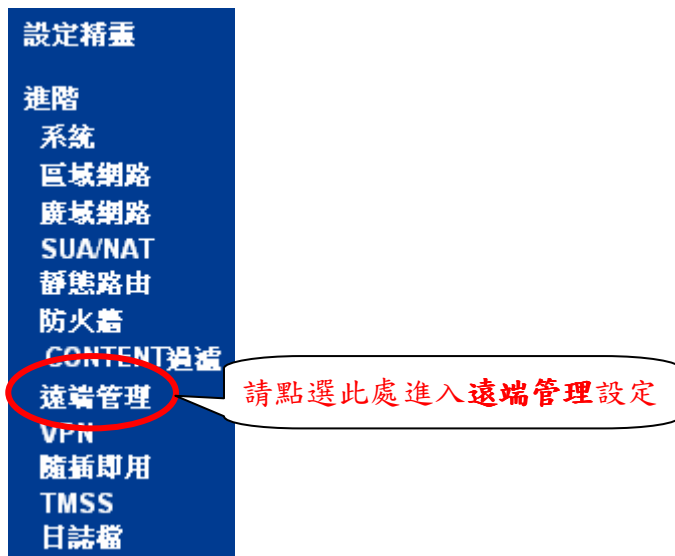 設定精靈
進階
系統
區域網路
廣域網路
SUA/NAT
靜態路由
防火牆
CONTENT過濾
遠端管理
請點選此處進入遠端管理設定
VPN
隨插即用
TMSS
日誌檔